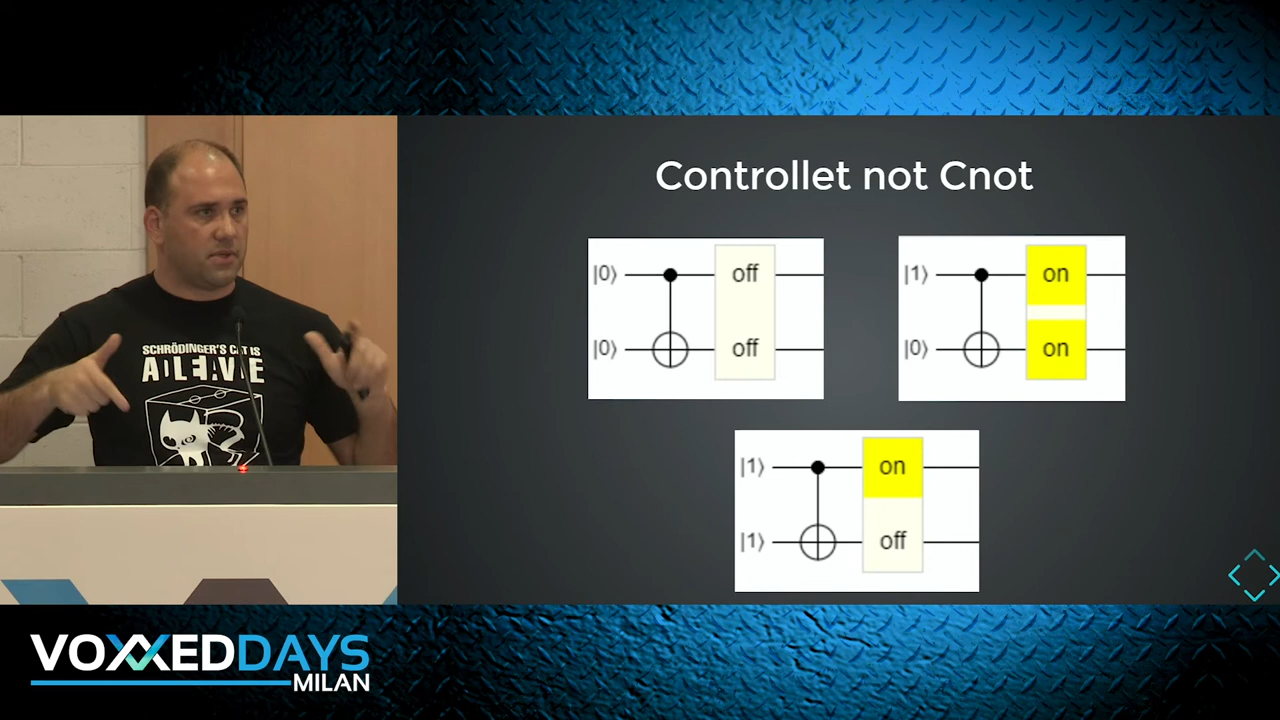 Controllet not Cnot
|0⟩ off
|0⟩ off
|1⟩ on
|0⟩ on
|1⟩ on
|1⟩ off
SCHRÖDINGER'S CAT IS
VOXXEDDAYS
MILAN